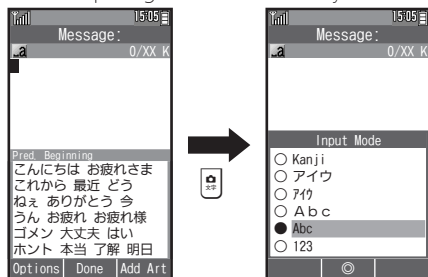 15:05
Message:
a
0/XX K
Pred. Beginning
こんにちは お疲れさま
これから 最近 どう
ねぇ ありがとう 今
うん お疲れ お疲れ様
ゴメン 大丈夫 はい
ホント 本当 了解 明日
Options Done Add Art
文字
15:05
Message:
a
0/XX K
Input Mode
Kanji
アイウ
ｱｲｳ
Ａｂｃ
Abc
123